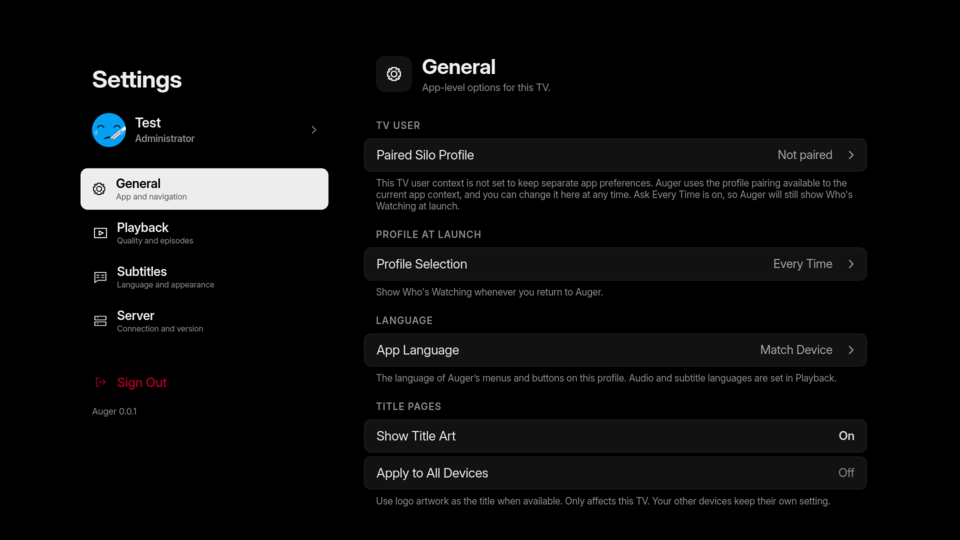 Settings
Test
Administrator
General
App and navigation
Playback
Quality and episodes
Subtitles
Language and appearance
Server
Connection and version
Sign Out
Auger 0.0.1
General
App-level options for this TV.
TV USER
Paired Silo Profile
Not paired
This TV user context is not set to keep separate app preferences. Auger uses the profile pairing available to the
current app context, and you can change it here at any time. Ask Every Time is on, so Auger will still show Who's
Watching at launch.
PROFILE AT LAUNCH
Profile Selection
Every Time
Show Who's Watching whenever you return to Auger.
LANGUAGE
App Language
Match Device
The language of Auger's menus and buttons on this profile. Audio and subtitle languages are set in Playback.
TITLE PAGES
Show Title Art
On
Apply to All Devices
Off
Use logo artwork as the title when available. Only affects this TV. Your other devices keep their own setting.